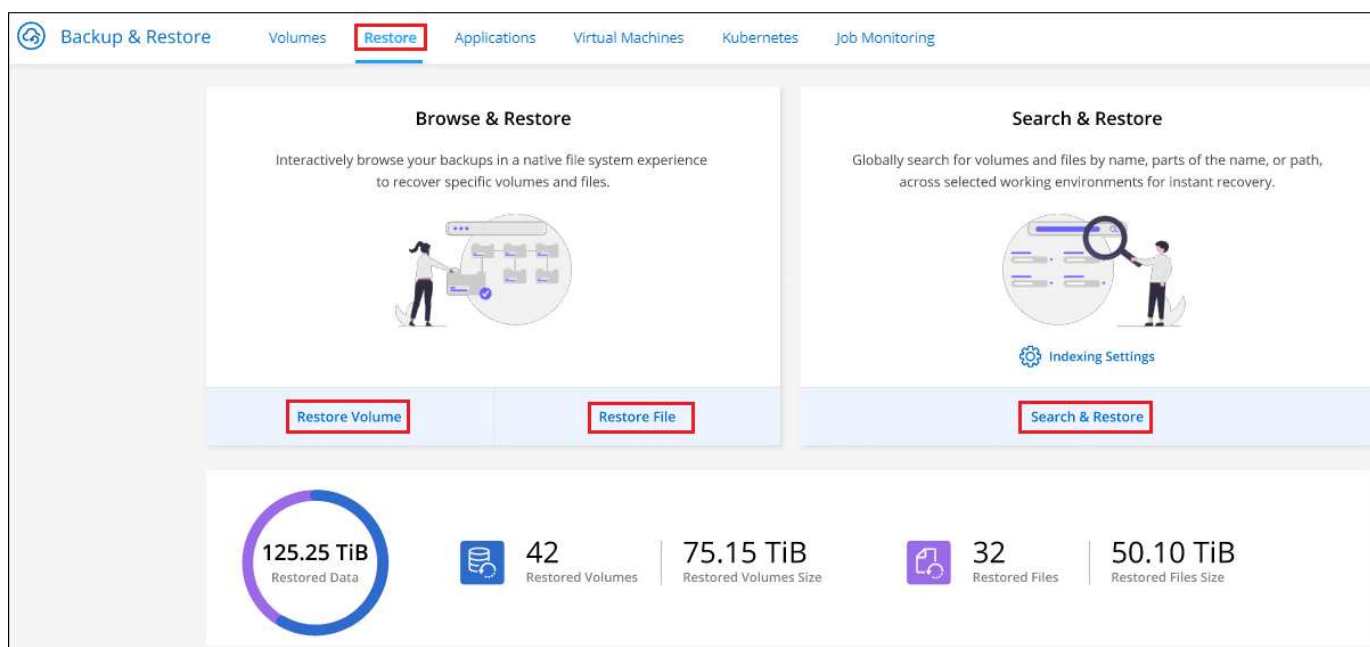 Backup & Restore
Volumes
Restore
Applications
Virtual Machines
Kubernetes
Job Monitoring
Browse & Restore
Interactively browse your backups in a native file system experience
to recover specific volumes and files.
Restore Volume
Restore File
Search & Restore
Globally search for volumes and files by name, parts of the name, or path,
across selected working environments for instant recovery.
Indexing Settings
Search & Restore
125.25 TiB
Restored Data
42
Restored Volumes
75.15 TiB
Restored Volumes Size
32
Restored Files
50.10 TiB
Restored Files Size